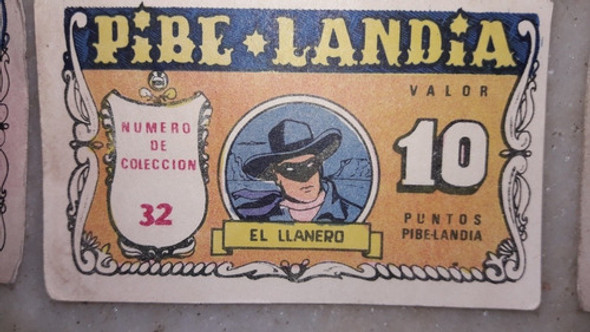 PiBE ★ LANDiA
VALOR
10
PUNTOS
PIBE-LANDIA
NUMERO
DE
COLECCION
32
EL LLANERO